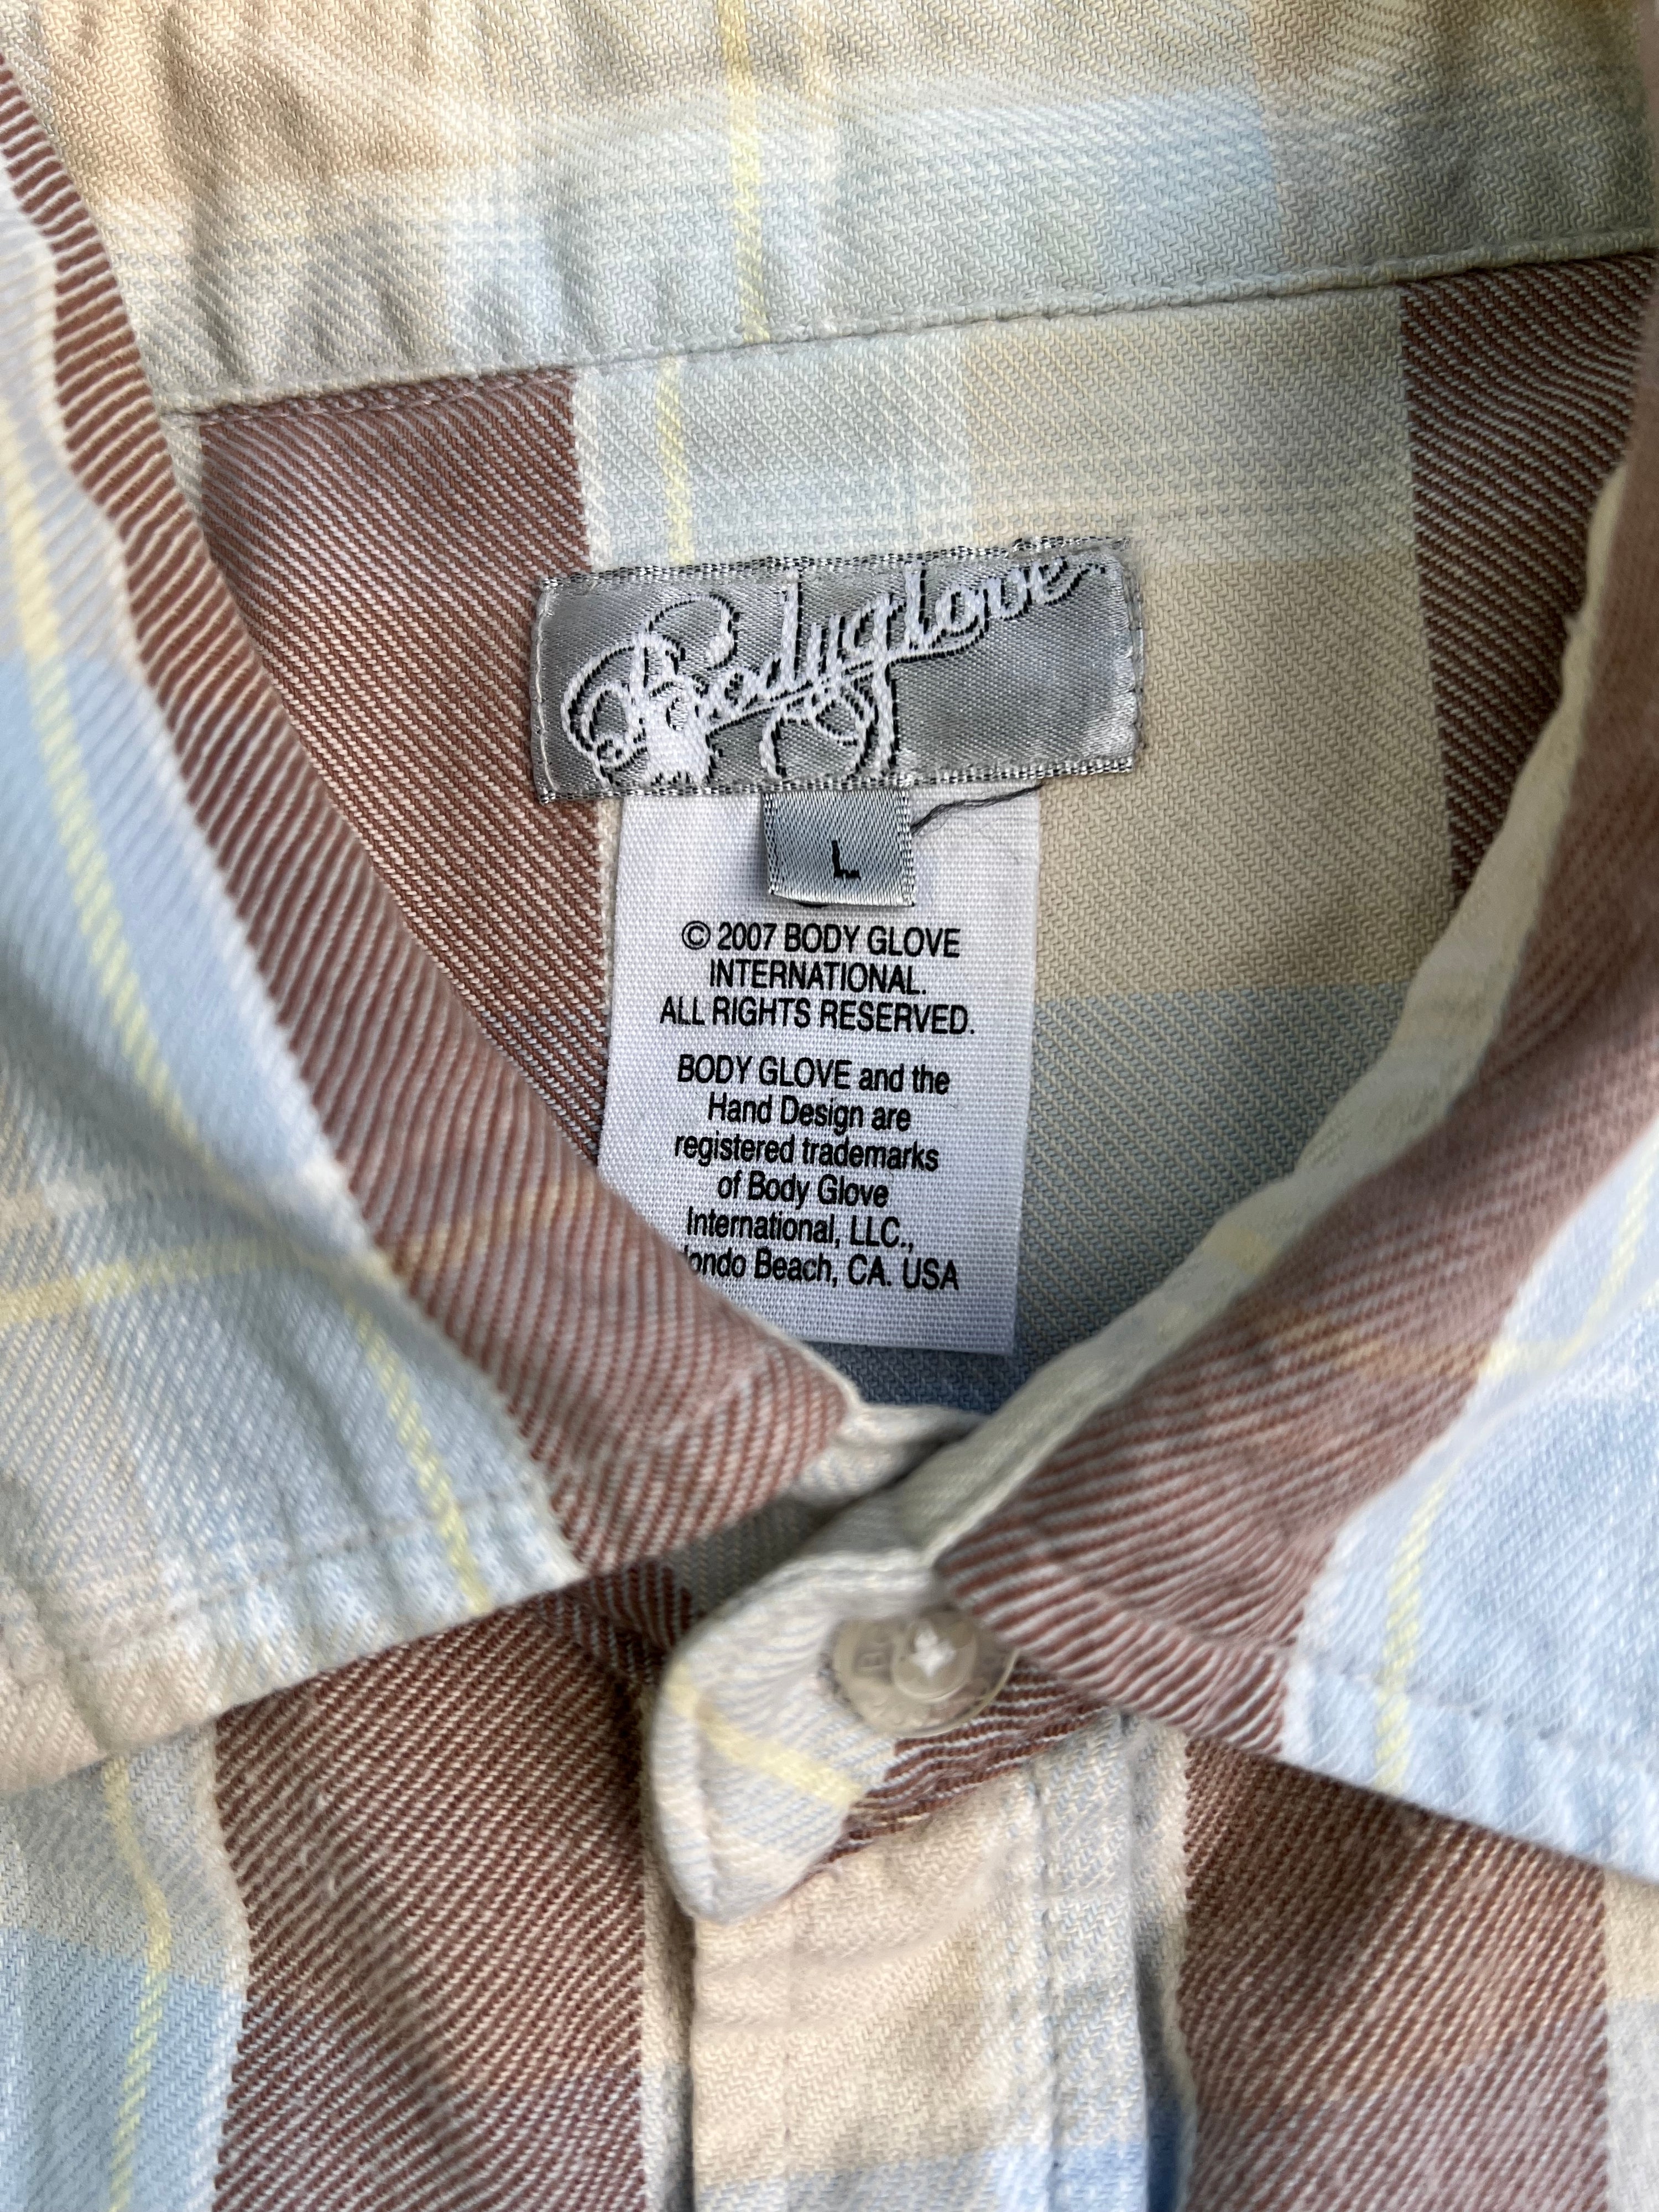 Bodyglove
L
© 2007 BODY GLOVE
INTERNATIONAL.
ALL RIGHTS RESERVED.
BODY GLOVE and the
Hand Design are
registered trademarks
of Body Glove
International, LLC.,
ondo Beach, CA. USA